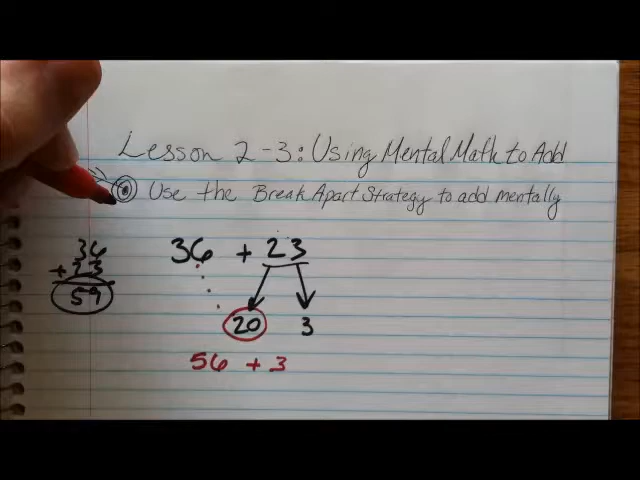 Lesson 2-3: Using Mental Math to Add
Use the Break Apart Strategy to add mentally
36
+ 23
59
36 + 23
20 3
56 + 3